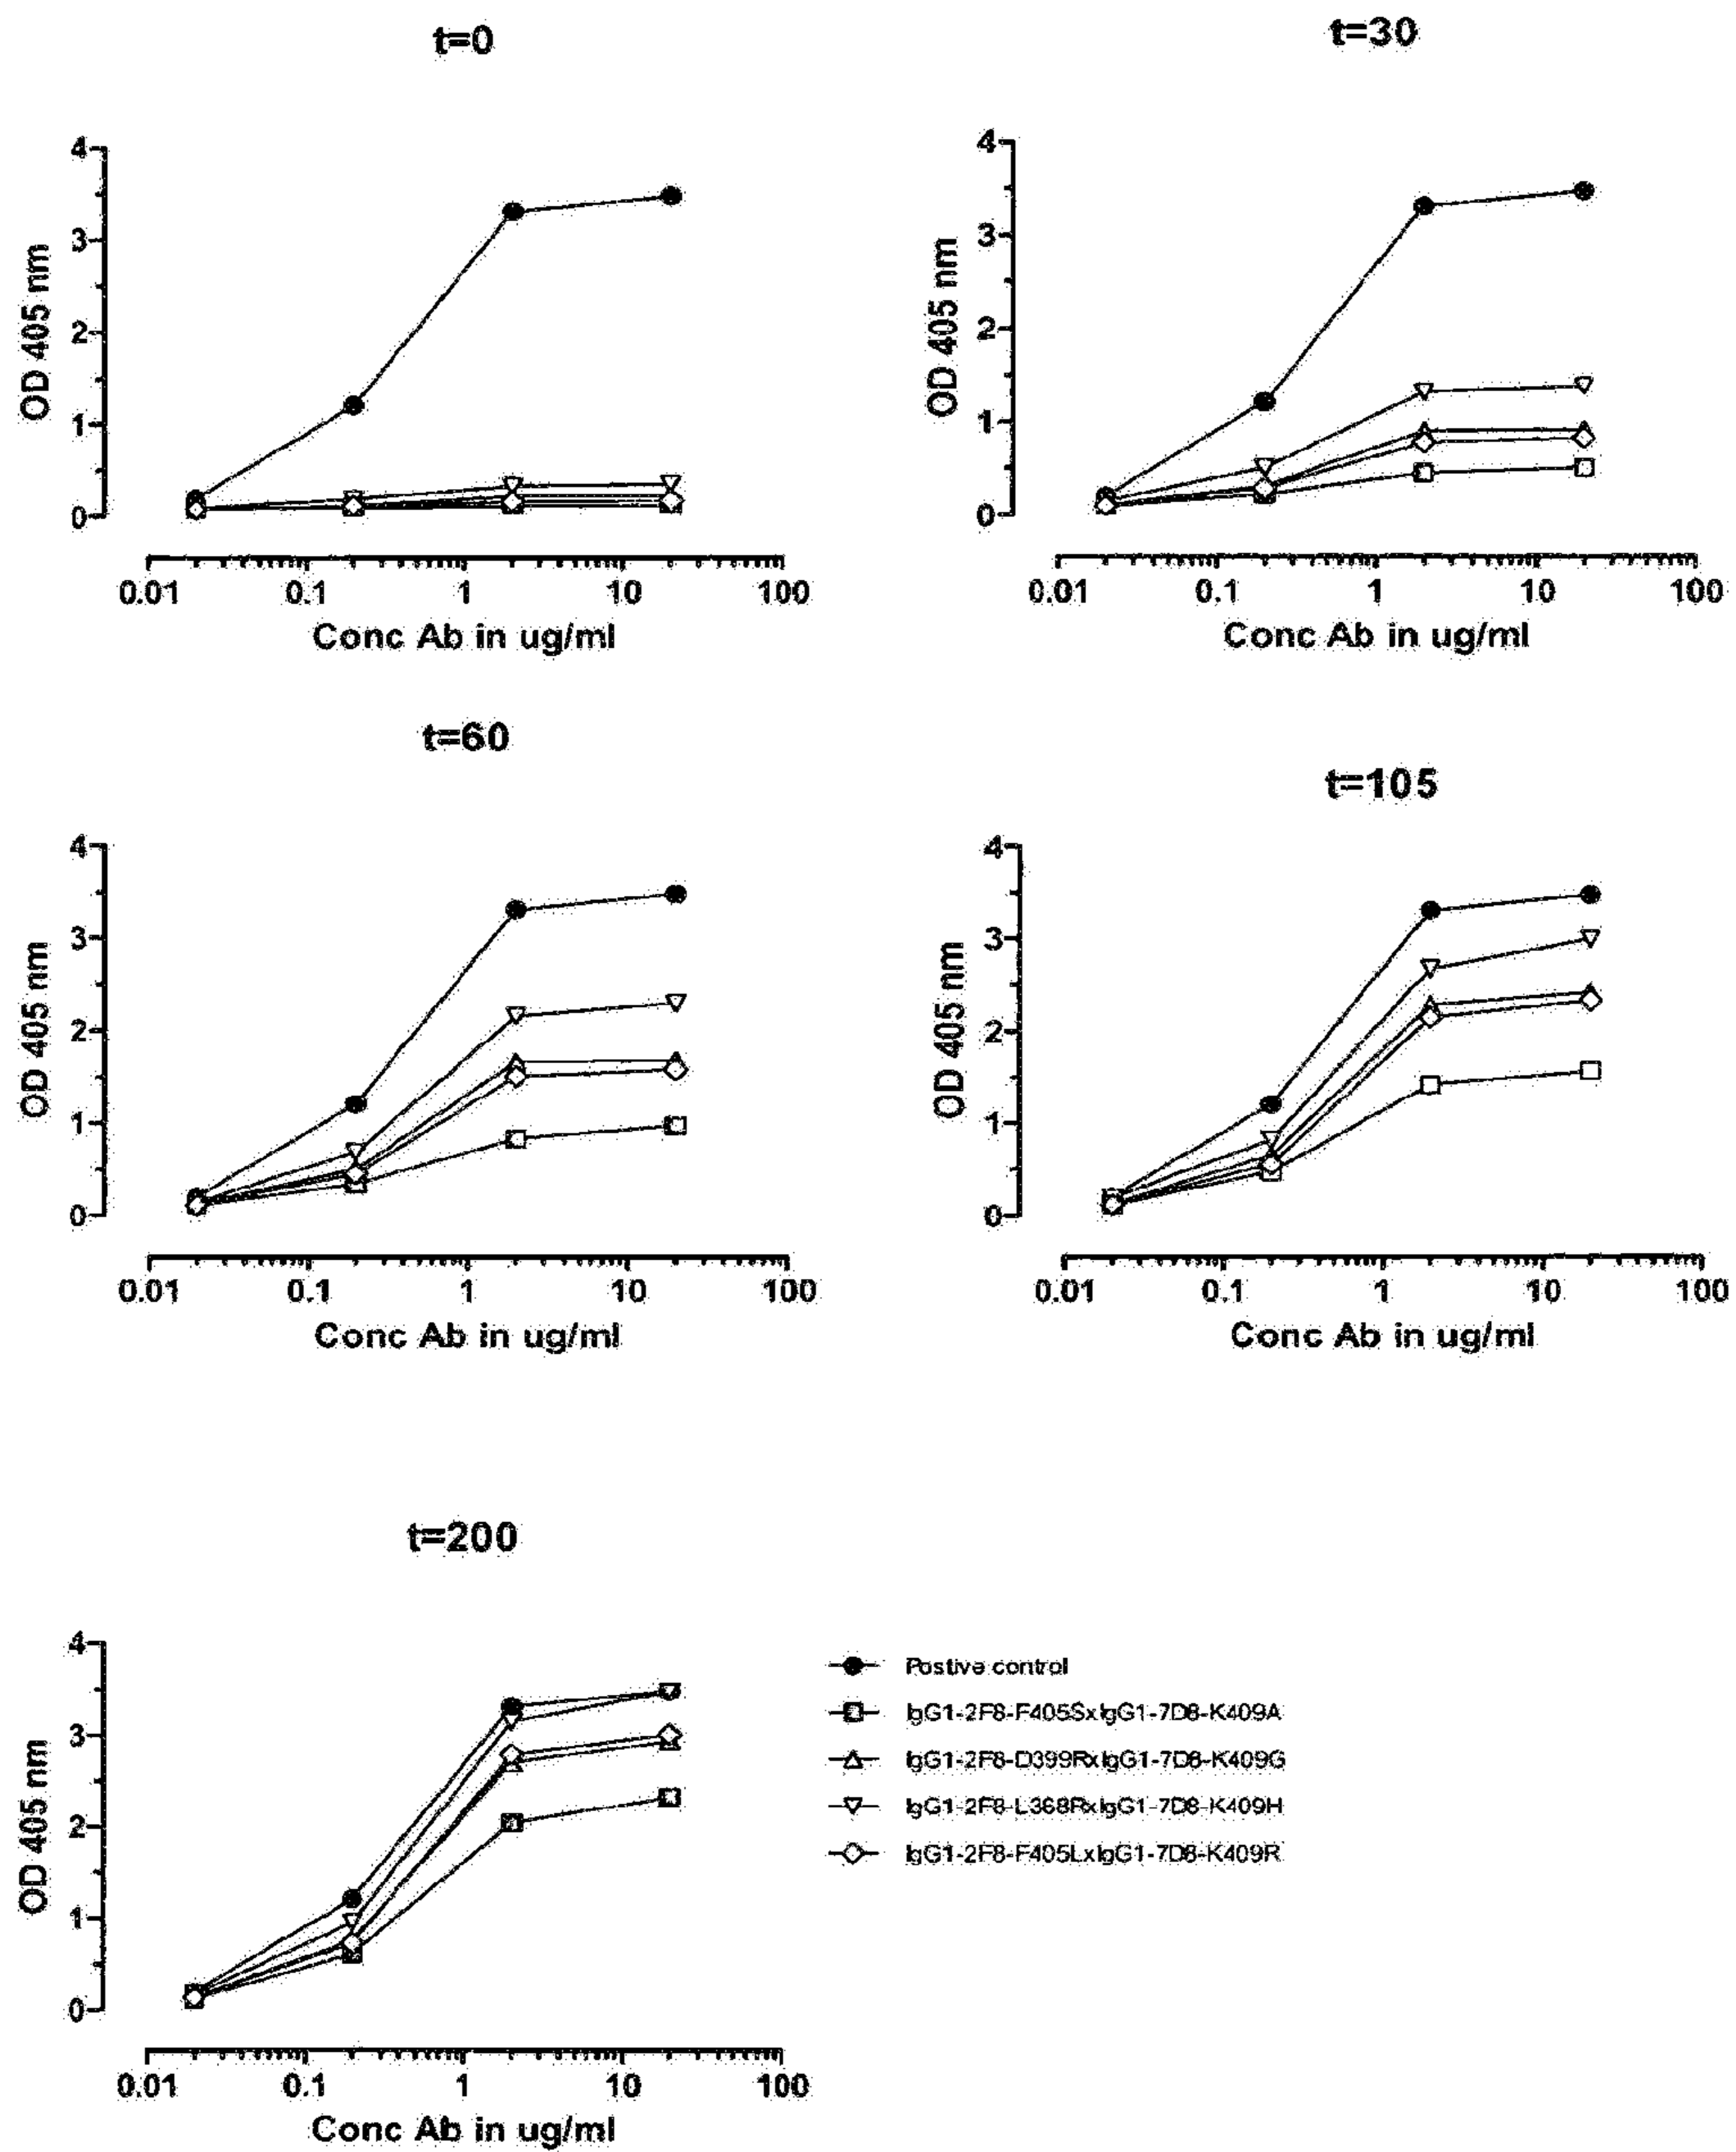 t=0
4
3
2
1
0
OD 405 nm
0.01 0.1 1 10 100
Conc Ab in ug/ml
t=30
4
3
2
1
0
OD 405 nm
0.01 0.1 1 10 100
Conc Ab in ug/ml
t=60
4
3
2
1
0
OD 405 nm
0.01 0.1 1 10 100
Conc Ab in ug/ml
t=105
4
3
2
1
0
OD 405 nm
0.01 0.1 1 10 100
Conc Ab in ug/ml
t=200
4
3
2
1
0
OD 405 nm
0.01 0.1 1 10 100
Conc Ab in ug/ml
Postive control
IgG1-2F8-F405SxIgG1-7D8-K409A
IgG1-2F8-D399RxIgG1-7D8-K409G
IgG1-2F8-L368RxIgG1-7D8-K409H
IgG1-2F8-F405LxIgG1-7D8-K409R